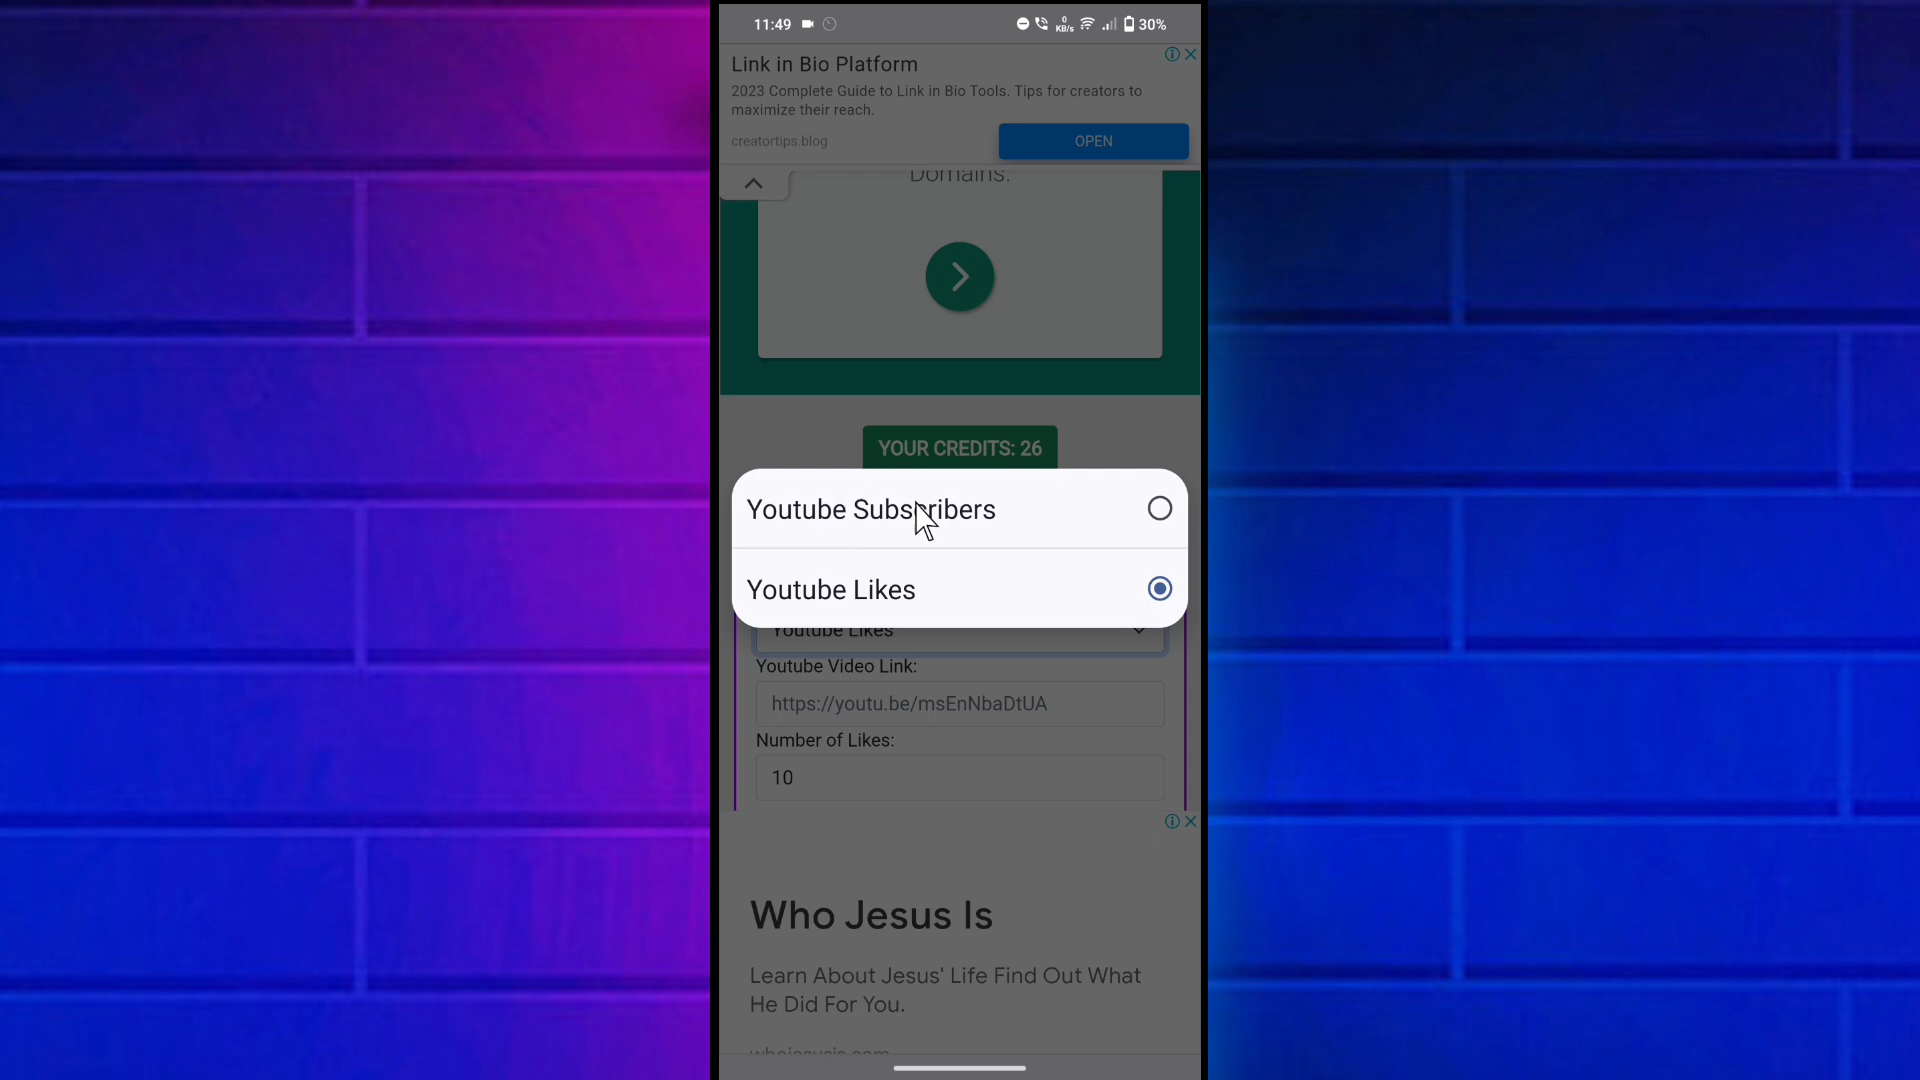 11:49
0
KB/s
30%
Link in Bio Platform
2023 Complete Guide to Link in Bio Tools. Tips for creators to
maximize their reach.
creatortips.blog
OPEN
Domains:
YOUR CREDITS: 26
Youtube Subscribers
Youtube Likes
Youtube Likes
Youtube Video Link:
https://youtu.be/msEnNbaDtUA
Number of Likes:
10
Who Jesus Is
Learn About Jesus' Life Find Out What
He Did For You.